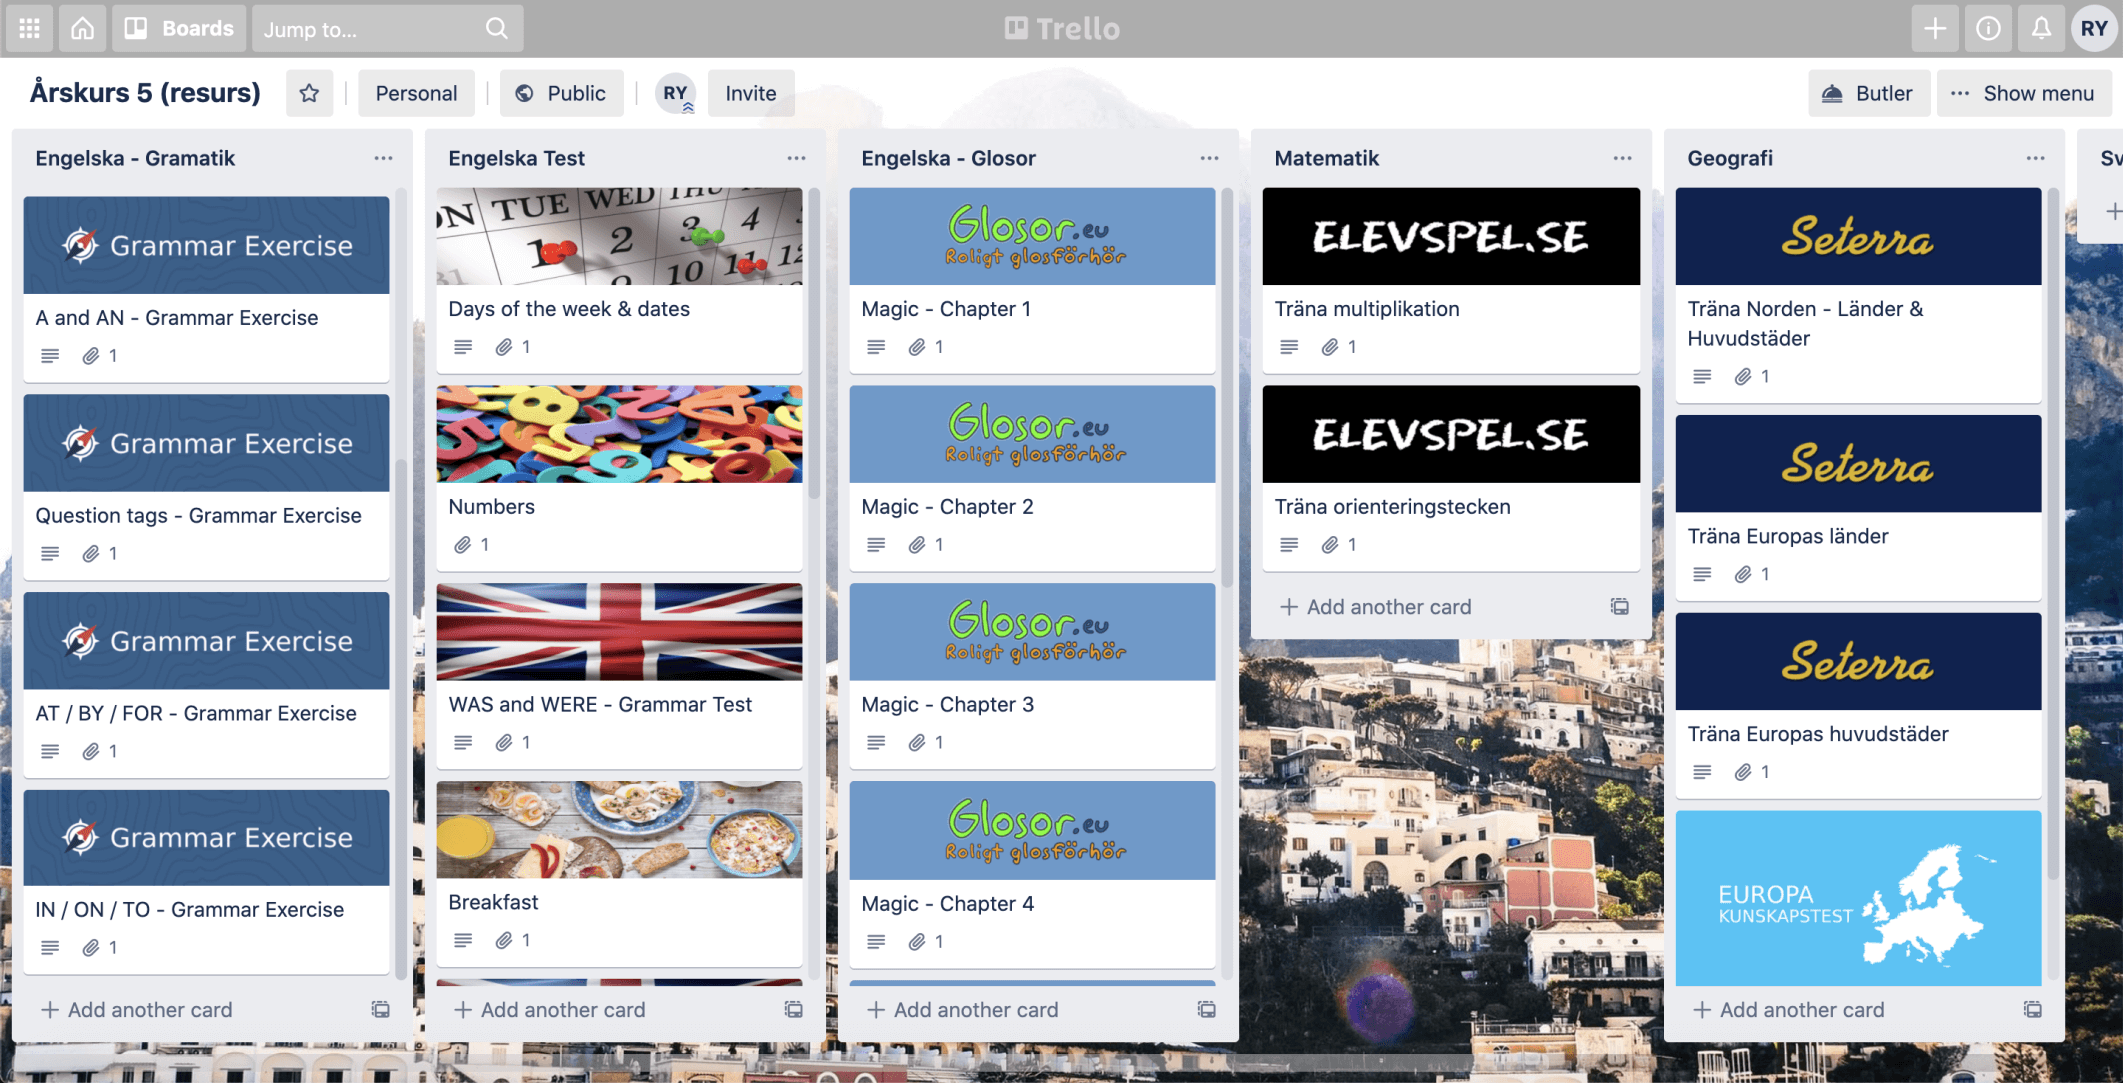 Boards
Jump to...
Trello
RY
Årskurs 5 (resurs)
Personal
Public
RY
Invite
Butler
Show menu
Engelska - Gramatik
Grammar Exercise
A and AN - Grammar Exercise
1
Grammar Exercise
Question tags - Grammar Exercise
1
Grammar Exercise
AT / BY / FOR - Grammar Exercise
1
Grammar Exercise
IN / ON / TO - Grammar Exercise
1
Add another card
Engelska Test
ON TUE WED THU
1 2 3 4
31 10 11 12
Days of the week & dates
1
Numbers
1
WAS and WERE - Grammar Test
1
Breakfast
1
Add another card
Engelska - Glosor
Glosor.eu
Roligt glosförhör
Magic - Chapter 1
1
Glosor.eu
Roligt glosförhör
Magic - Chapter 2
1
Glosor.eu
Roligt glosförhör
Magic - Chapter 3
1
Glosor.eu
Roligt glosförhör
Magic - Chapter 4
1
Add another card
Matematik
ELEVSPEL.SE
Träna multiplikation
1
ELEVSPEL.SE
Träna orienteringstecken
1
Add another card
Geografi
Seterra
Träna Norden - Länder &
Huvudstäder
1
Seterra
Träna Europas länder
1
Seterra
Träna Europas huvudstäder
1
EUROPA
KUNSKAPSTEST
Add another card
Sv